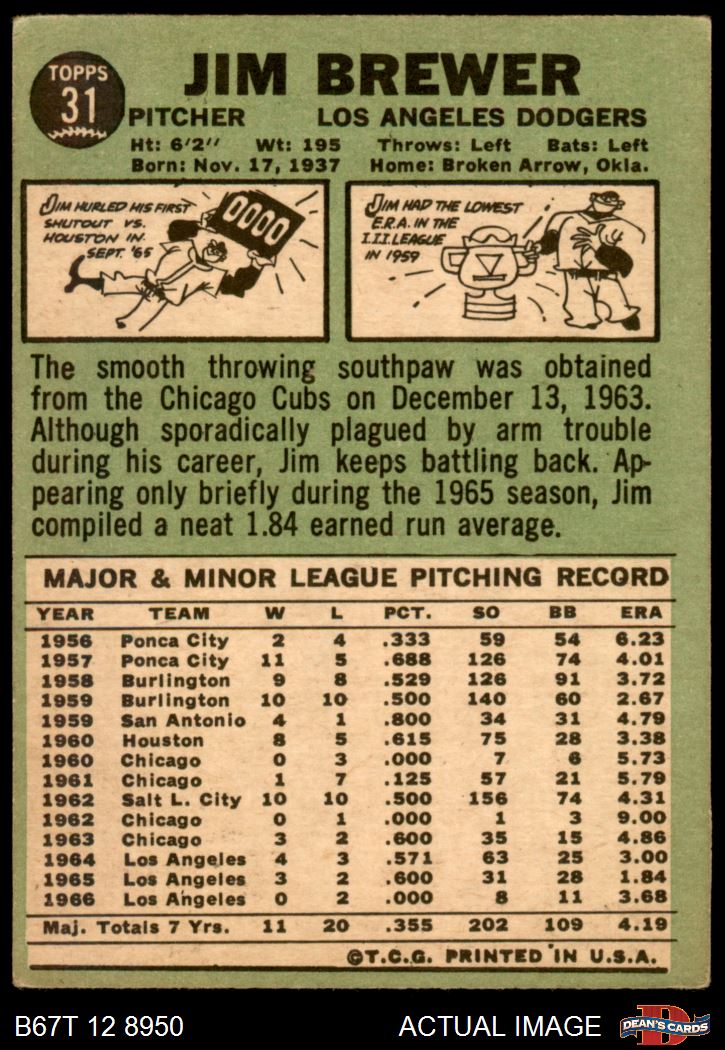 TOPPS
31
JIM BREWER
PITCHER LOS ANGELES DODGERS
Ht: 6'2" Wt: 195 Throws: Left Bats: Left
Born: Nov. 17, 1937 Home: Broken Arrow, Okla.
JIM HURLED HIS FIRST
SHUTOUT VS.
HOUSTON IN
SEPT. '65
0000
JIM HAD THE LOWEST
E.R.A. IN THE
I.I.I. LEAGUE
IN 1959
The smooth throwing southpaw was obtained
from the Chicago Cubs on December 13, 1963.
Although sporadically plagued by arm trouble
during his career, Jim keeps battling back. Ap-
pearing only briefly during the 1965 season, Jim
compiled a neat 1.84 earned run average.
MAJOR & MINOR LEAGUE PITCHING RECORD
YEAR TEAM W L PCT. SO BB ERA
1956 Ponca City 2 4 .333 59 54 6.23
1957 Ponca City 11 5 .688 126 74 4.01
1958 Burlington 9 8 .529 126 91 3.72
1959 Burlington 10 10 .500 140 60 2.67
1959 San Antonio 4 1 .800 34 31 4.79
1960 Houston 8 5 .615 75 28 3.38
1960 Chicago 0 3 .000 7 6 5.73
1961 Chicago 1 7 .125 57 21 5.79
1962 Salt L. City 10 10 .500 156 74 4.31
1962 Chicago 0 1 .000 1 3 9.00
1963 Chicago 3 2 .600 35 15 4.86
1964 Los Angeles 4 3 .571 63 25 3.00
1965 Los Angeles 3 2 .600 31 28 1.84
1966 Los Angeles 0 2 .000 8 11 3.68
Maj. Totals 7 Yrs. 11 20 .355 202 109 4.19
©T.C.G. PRINTED IN U.S.A.
B67T 12 8950 ACTUAL IMAGE D DEAN'S CARDS